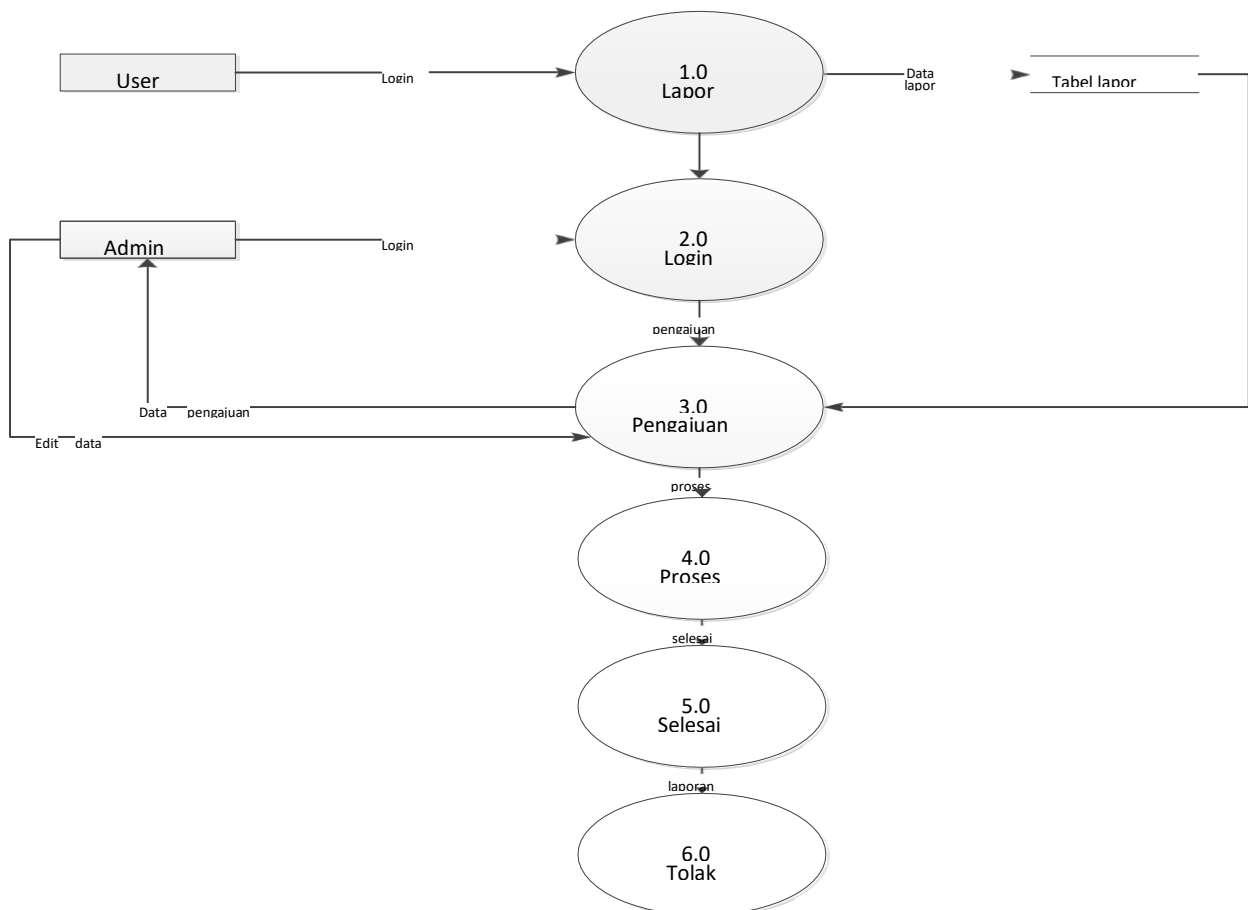 User
Login
1.0
Lapor
Data
lapor
Tabel lapor
Admin
Login
2.0
Login
pengajuan
Data pengajuan
3.0
Pengajuan
Edit data
proses
4.0
Proses
selesai
5.0
Selesai
laporan
6.0
Tolak